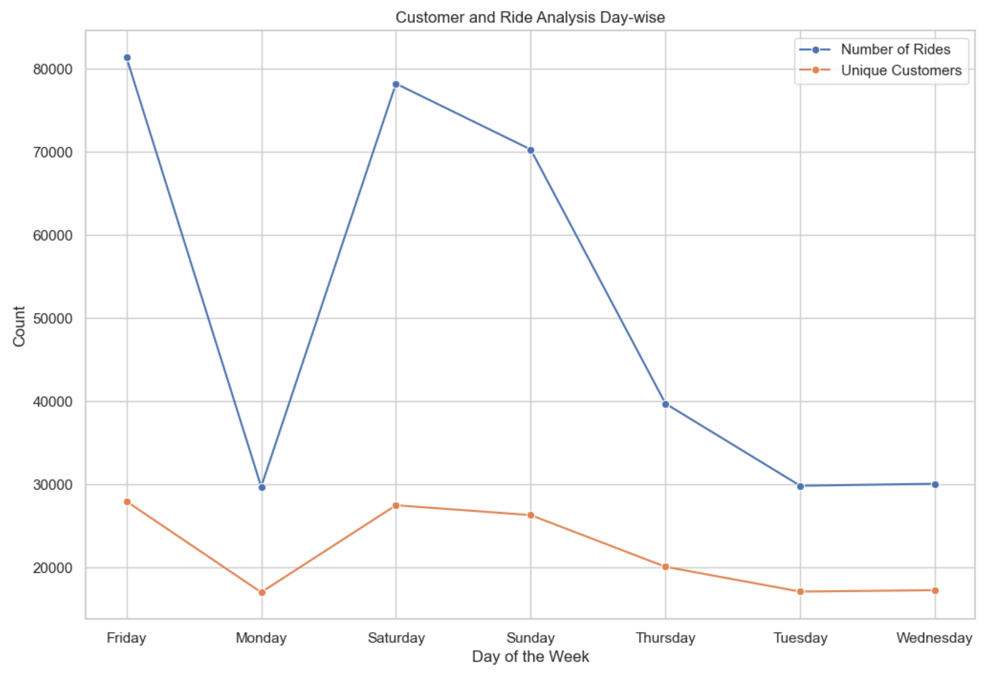 Customer and Ride Analysis Day-wise
Number of Rides
Unique Customers
80000
70000
60000
50000
40000
30000
20000
Count
Friday Monday Saturday Sunday Thursday Tuesday Wednesday
Day of the Week